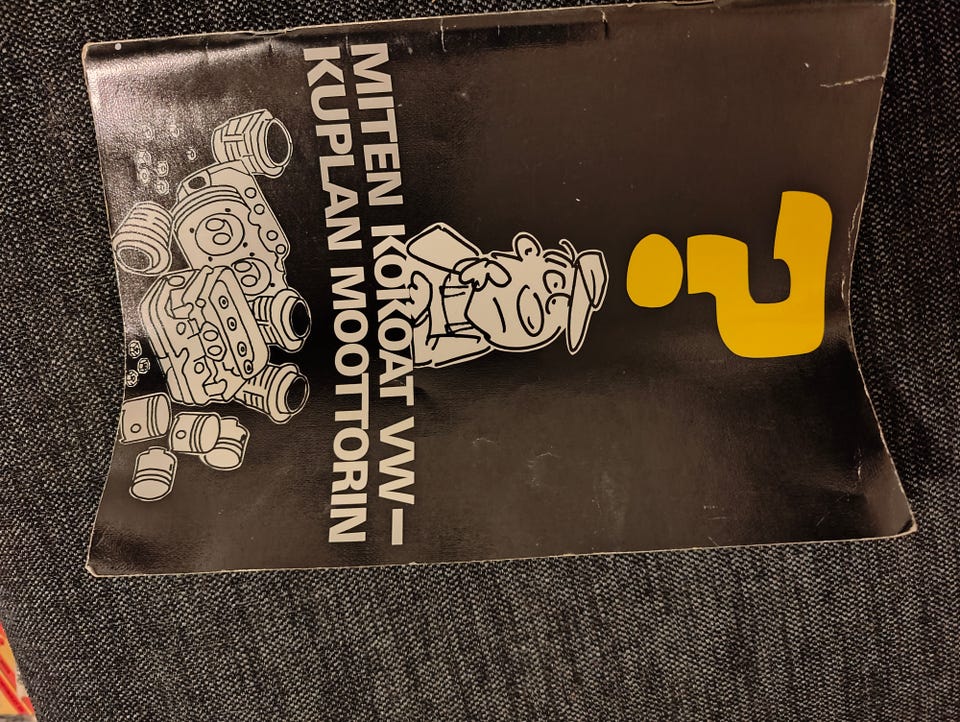 ?
MITEN KOKOAT VW–
KUPLAN MOOTTORIN